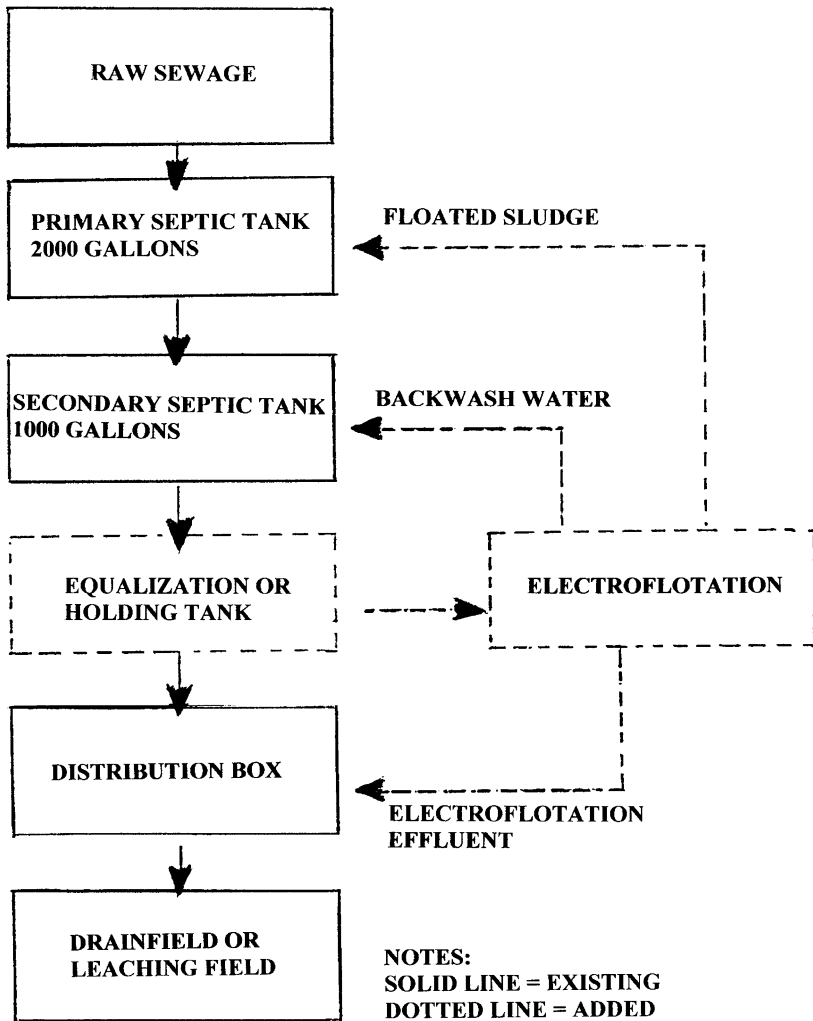 RAW SEWAGE
PRIMARY SEPTIC TANK
2000 GALLONS
FLOATED SLUDGE
SECONDARY SEPTIC TANK
1000 GALLONS
BACKWASH WATER
EQUALIZATION OR
HOLDING TANK
ELECTROFLOTATION
DISTRIBUTION BOX
ELECTROFLOTATION
EFFLUENT
DRAINFIELD OR
LEACHING FIELD
NOTES:
SOLID LINE = EXISTING
DOTTED LINE = ADDED